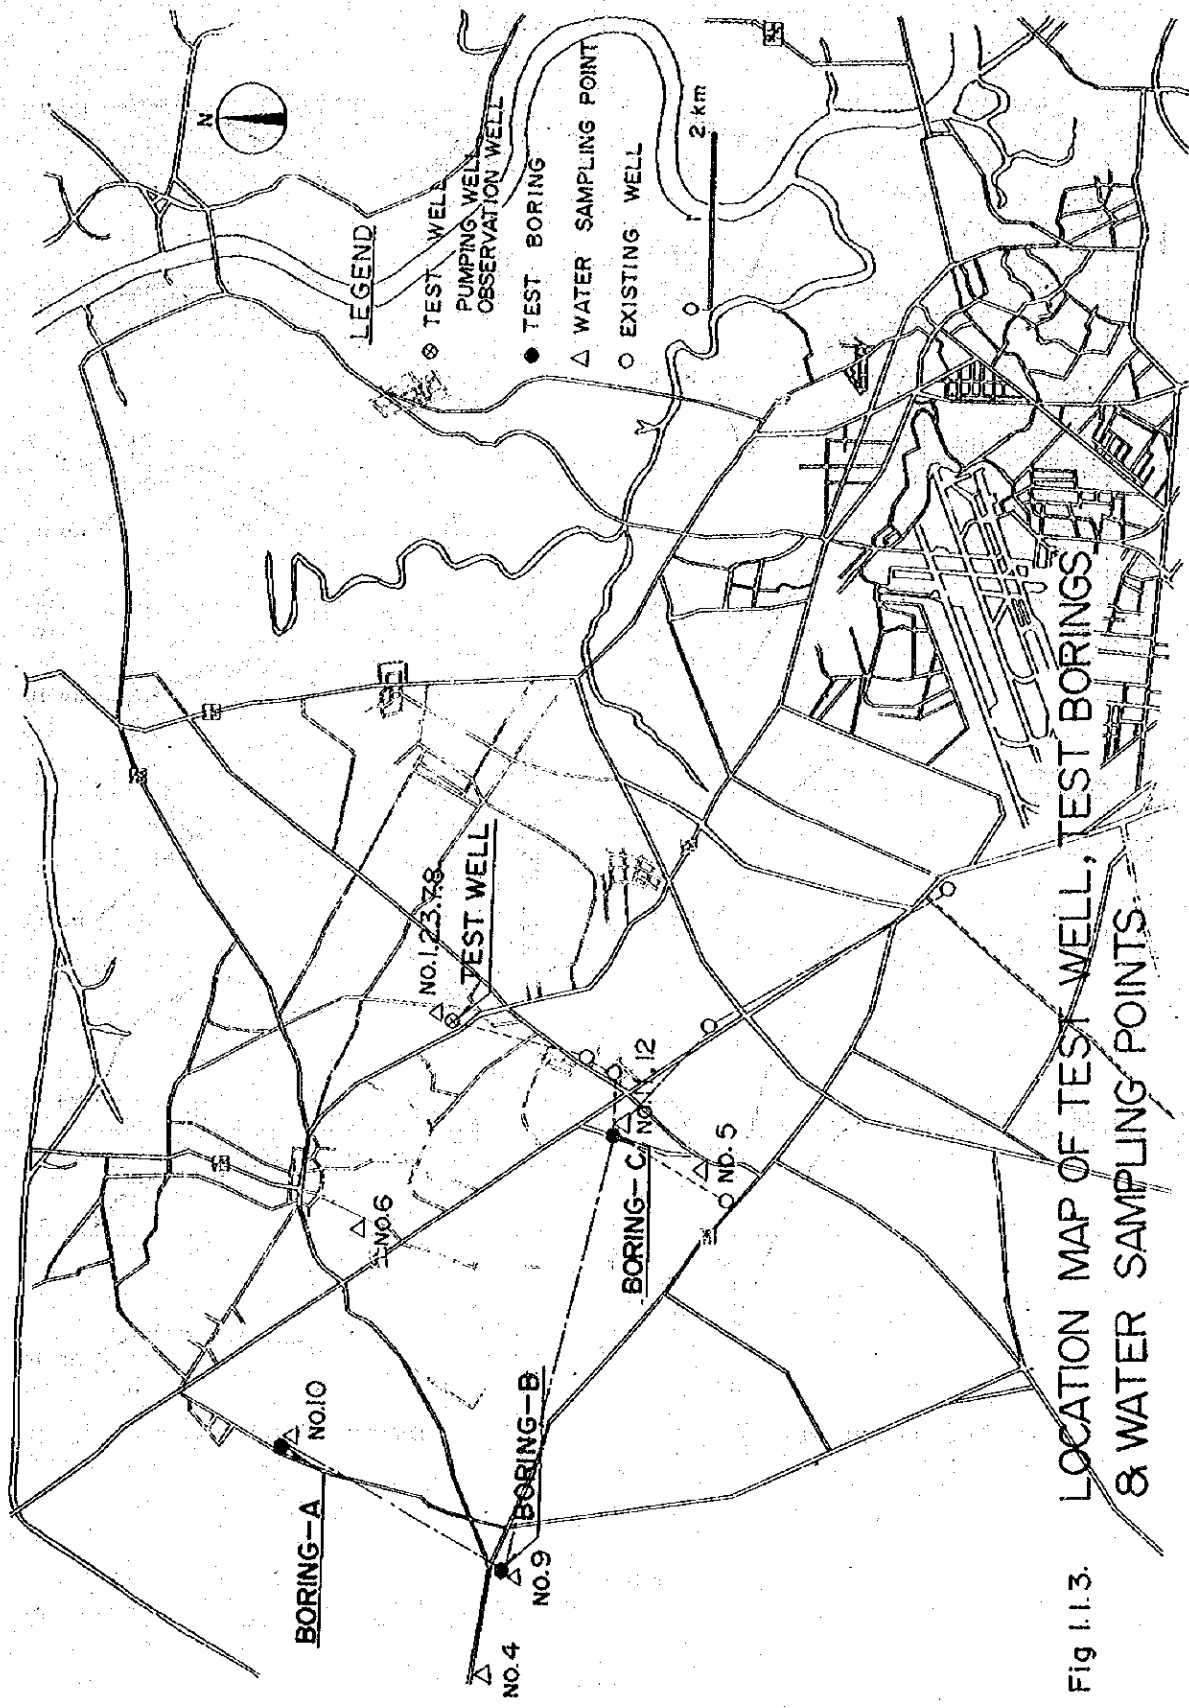 N
LEGEND
⊗ TEST WELL
PUMPING WELL
OBSERVATION WELL
● TEST BORING
△ WATER SAMPLING POINT
○ EXISTING WELL
0 1 2 km
NO.1,2,3,7,8
TEST WELL
NO.6
NO.10
BORING-A
BORING-B
NO.9
NO.4
BORING-C
NO.11,12
NO.5
Fig 1.1.3. LOCATION MAP OF TEST WELL, TEST BORINGS
& WATER SAMPLING POINTS